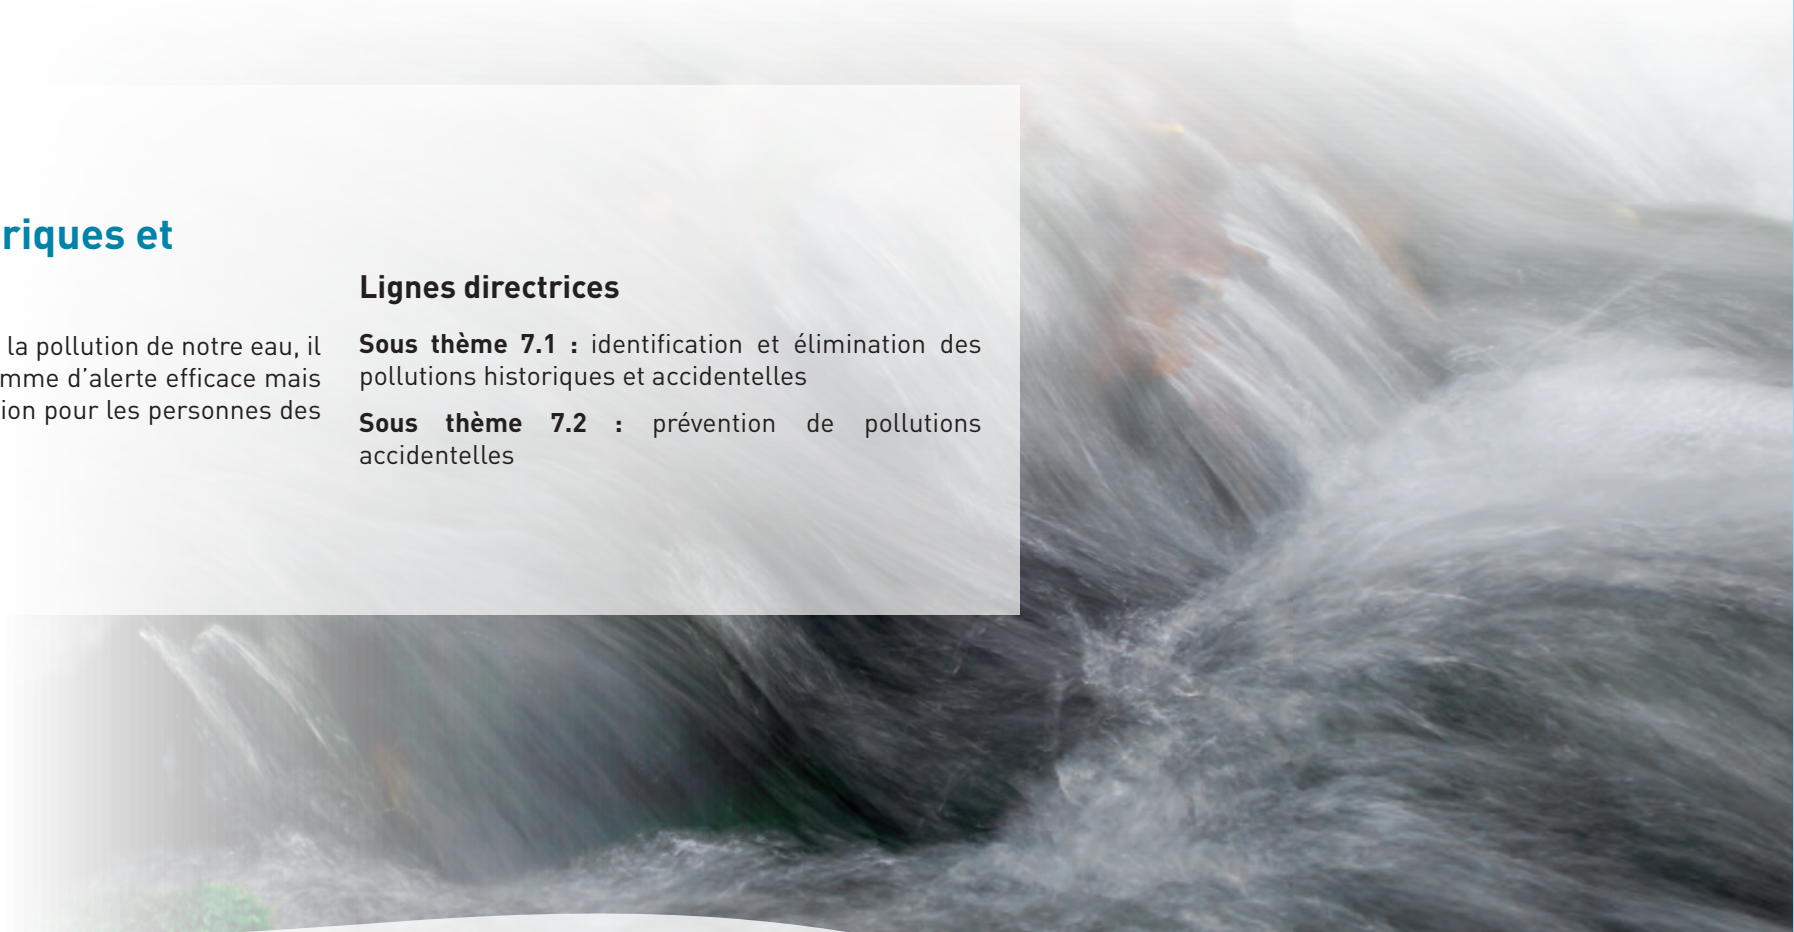 riques et
la pollution de notre eau, il
mme d'alerte efficace mais
ion pour les personnes des
Lignes directrices
Sous thème 7.1 : identification et élimination des
pollutions historiques et accidentelles
Sous thème 7.2 : prévention de pollutions
accidentelles